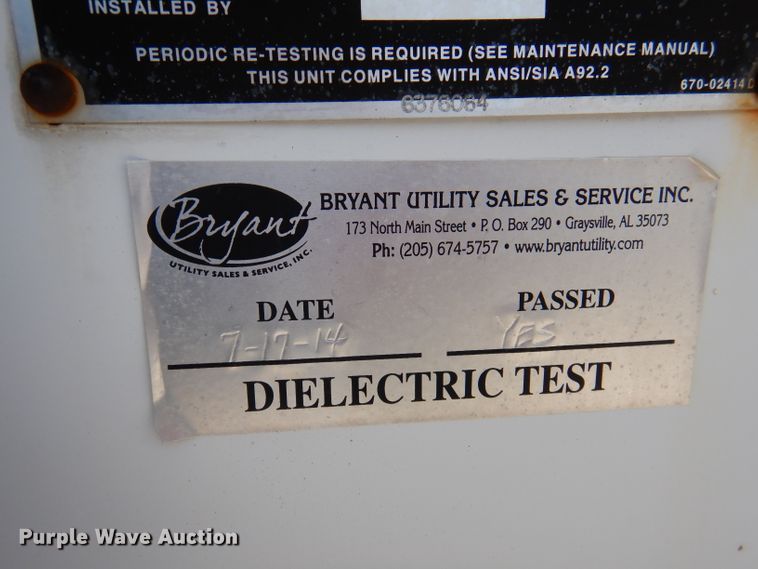 INSTALLED BY
PERIODIC RE-TESTING IS REQUIRED (SEE MAINTENANCE MANUAL)
THIS UNIT COMPLIES WITH ANSI/SIA A92.2
670-02414 D
6376064
Bryant
UTILITY SALES & SERVICE, INC.
BRYANT UTILITY SALES & SERVICE INC.
173 North Main Street • P. O. Box 290 • Graysville, AL 35073
Ph: (205) 674-5757 • www.bryantutility.com
DATE PASSED
7-17-14 YES
DIELECTRIC TEST
Purple Wave Auction